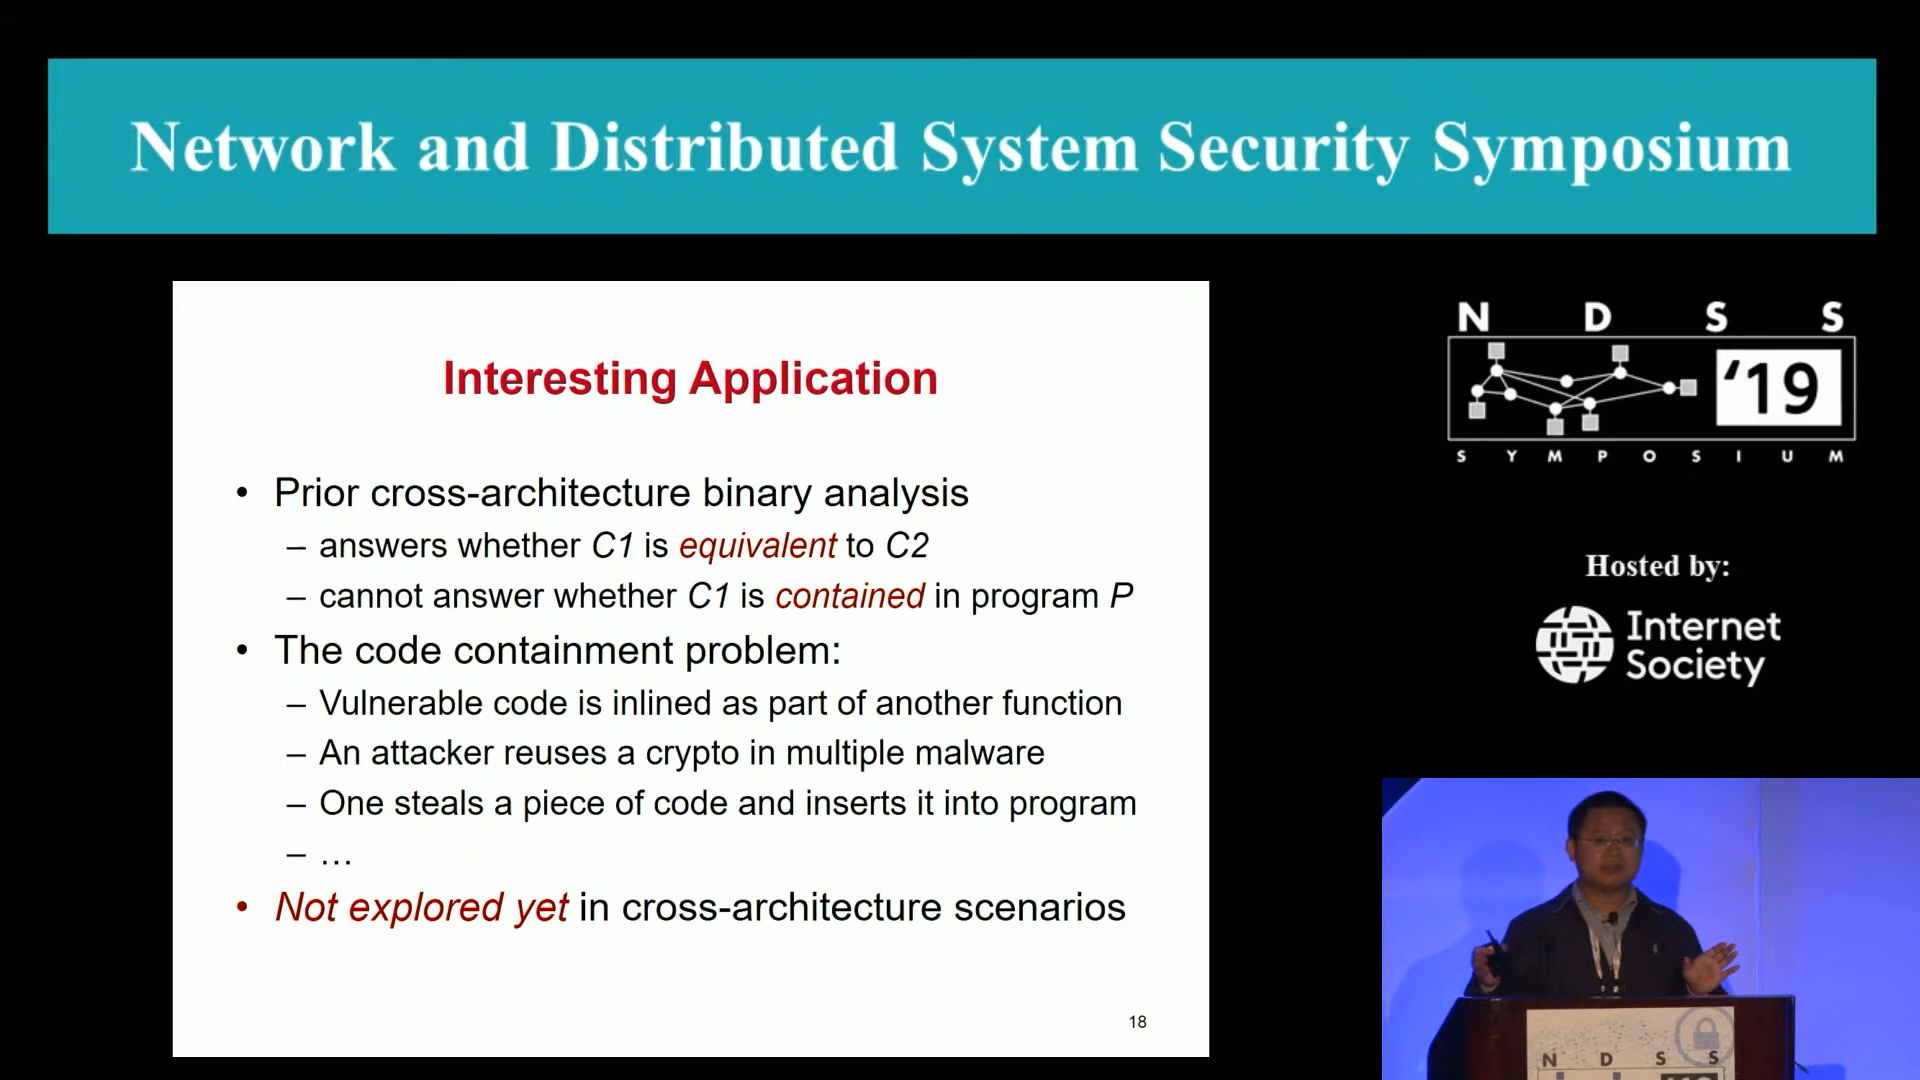 Network and Distributed System Security Symposium
Interesting Application
• Prior cross-architecture binary analysis
– answers whether C1 is equivalent to C2
– cannot answer whether C1 is contained in program P
• The code containment problem:
– Vulnerable code is inlined as part of another function
– An attacker reuses a crypto in multiple malware
– One steals a piece of code and inserts it into program
– …
• Not explored yet in cross-architecture scenarios
18
N D S S
‘19
S Y M P O S I U M
Hosted by:
Internet
Society
N D S S